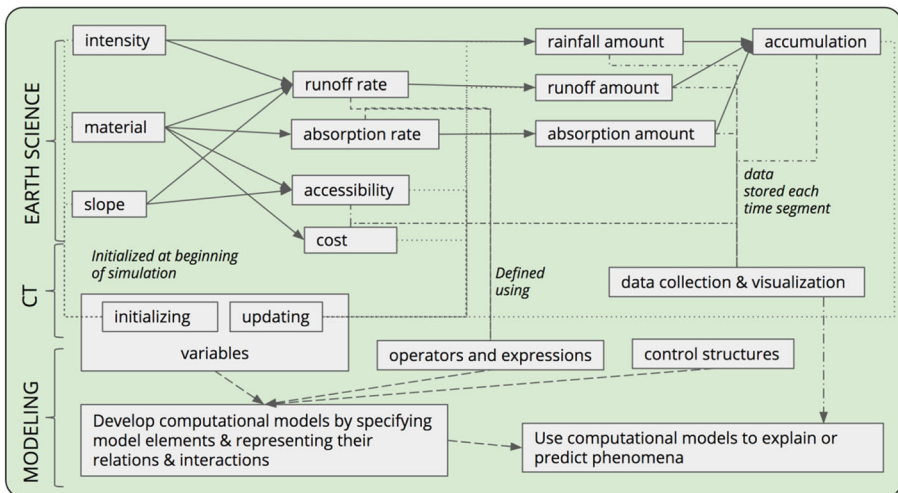 intensity
rainfall amount
accumulation
runoff rate
runoff amount
material
absorption rate
absorption amount
accessibility
slope
cost
EARTH SCIENCE
data
stored each
time segment
Initialized at beginning
of simulation
Defined
using
data collection & visualization
CT
initializing
updating
variables
operators and expressions
control structures
MODELING
Develop computational models by specifying
model elements & representing their
relations & interactions
Use computational models to explain or
predict phenomena